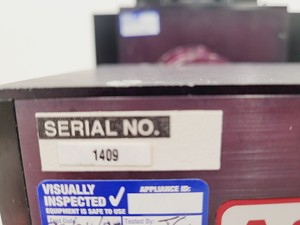 SERIAL NO.
1409
VISUALLY
INSPECTED ✓
EQUIPMENT IS SAFE TO USE
APPLIANCE ID:
Tested By: